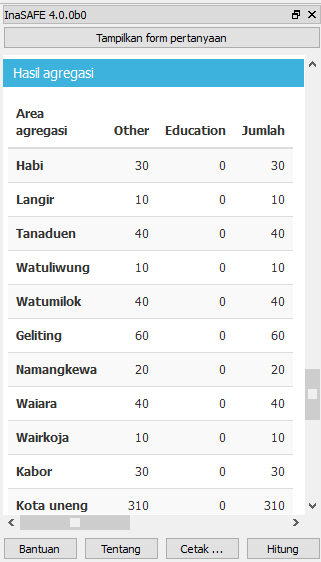 InaSAFE 4.0.0b0
Tampilkan form pertanyaan
Hasil agregasi
Area agregasi Other Education Jumlah
Habi 30 0 30
Langir 10 0 10
Tanaduen 40 0 40
Watuliwung 10 0 10
Watumilok 40 0 40
Geliting 60 0 60
Namangkewa 20 0 20
Waiara 40 0 40
Wairkoja 10 0 10
Kabor 30 0 30
Kota uneng 310 0 310
Bantuan Tentang Cetak ... Hitung